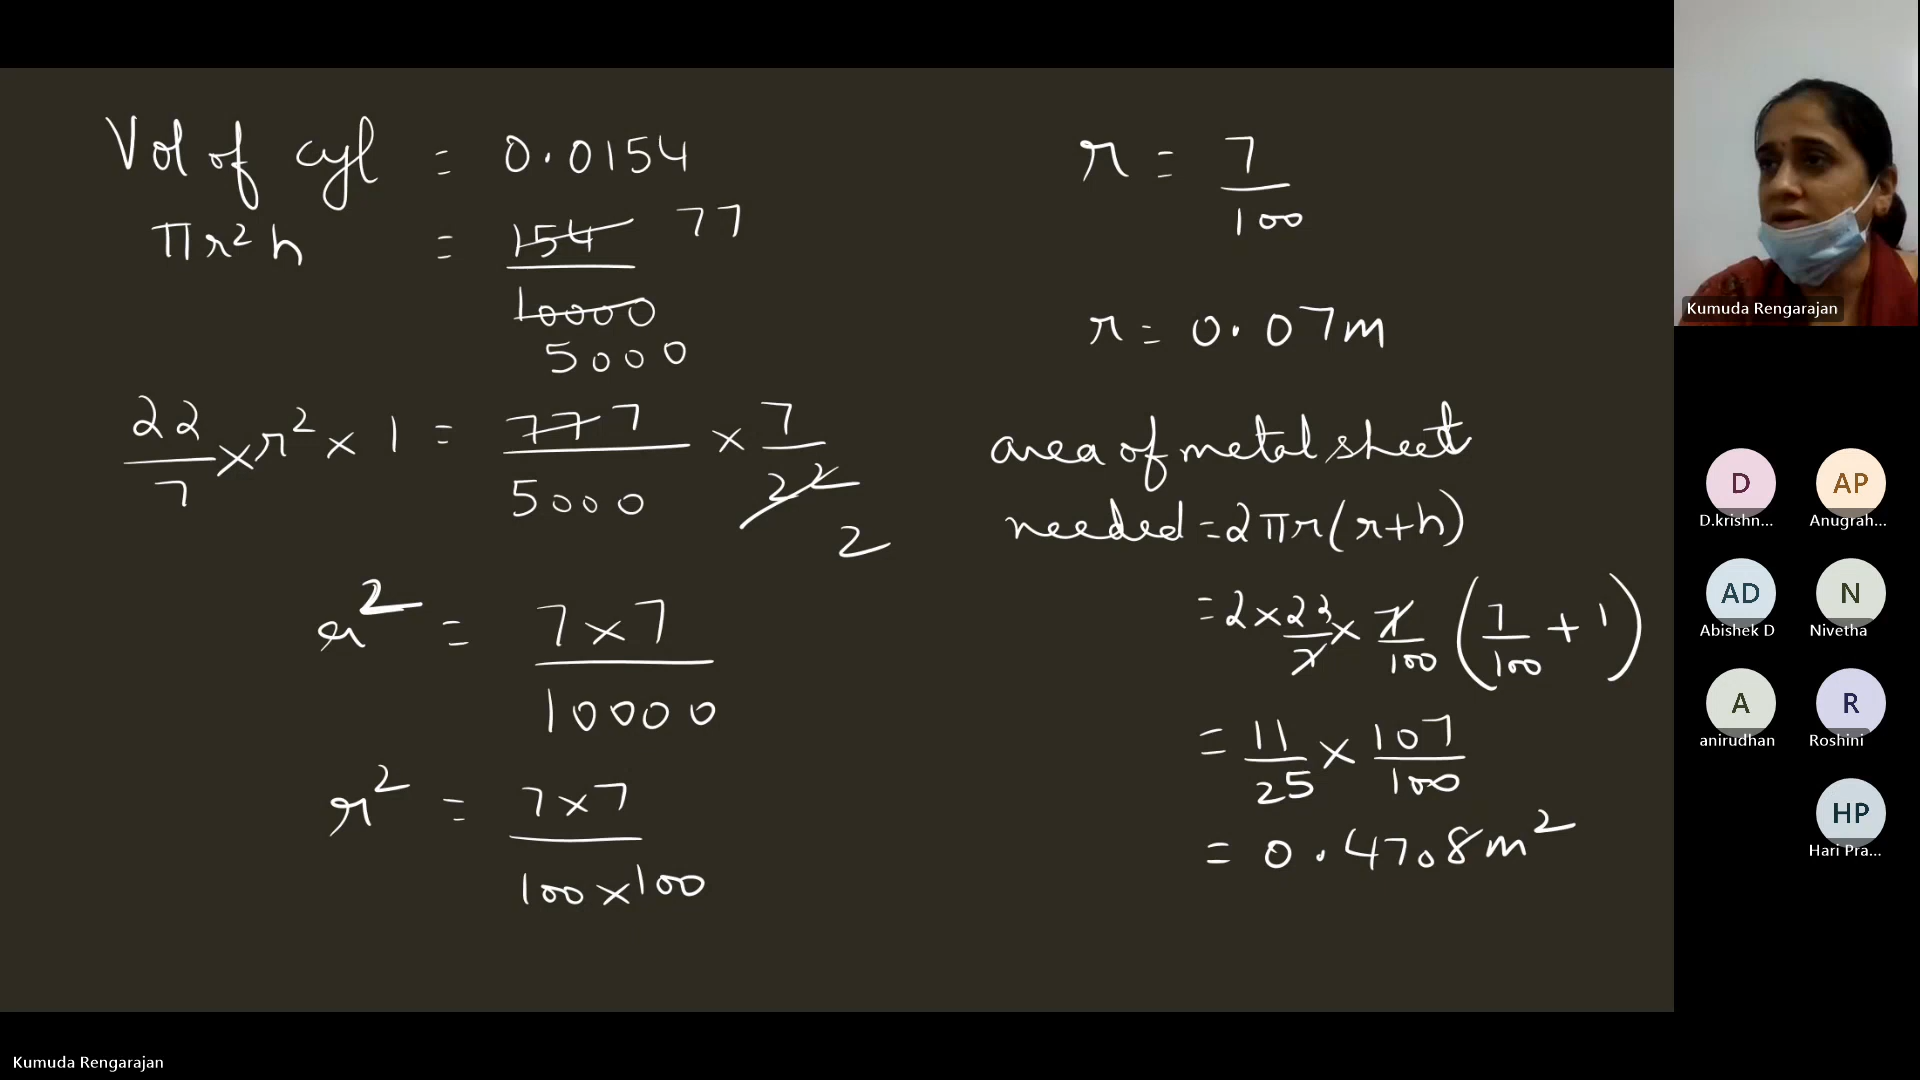 Vol of cyl = 0.0154
πr²h = 154 77
10000
5000
22/7 × r² × 1 = 77 7/5000 × 7/22
2
r² = 7×7/10000
r² = 7×7/100×100
r = 7/100
r = 0.07m
area of metal sheet
needed = 2πr(r+h)
= 2 × 22/7 × 7/100 (7/100 + 1)
= 11/25 × 107/100
= 0.4708m²
Kumuda Rengarajan
D
D.krishn...
AP
Anugrah...
AD
Abishek D
N
Nivetha
A
anirudhan
R
Roshini
HP
Hari Pra...
Kumuda Rengarajan